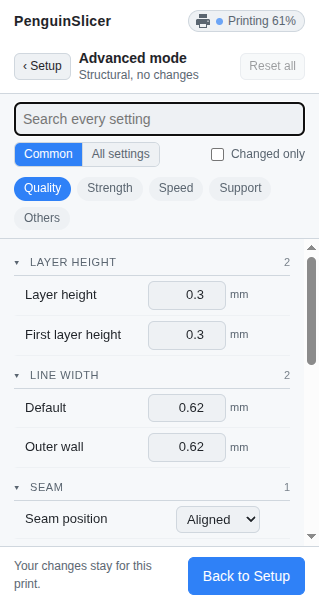 PenguinSlicer
Printing 61%
‹ Setup
Advanced mode
Structural, no changes
Reset all
Search every setting
Common
All settings
Changed only
Quality
Strength
Speed
Support
Others
LAYER HEIGHT 2
Layer height 0.3 mm
First layer height 0.3 mm
LINE WIDTH 2
Default 0.62 mm
Outer wall 0.62 mm
SEAM 1
Seam position Aligned
Your changes stay for this
print.
Back to Setup